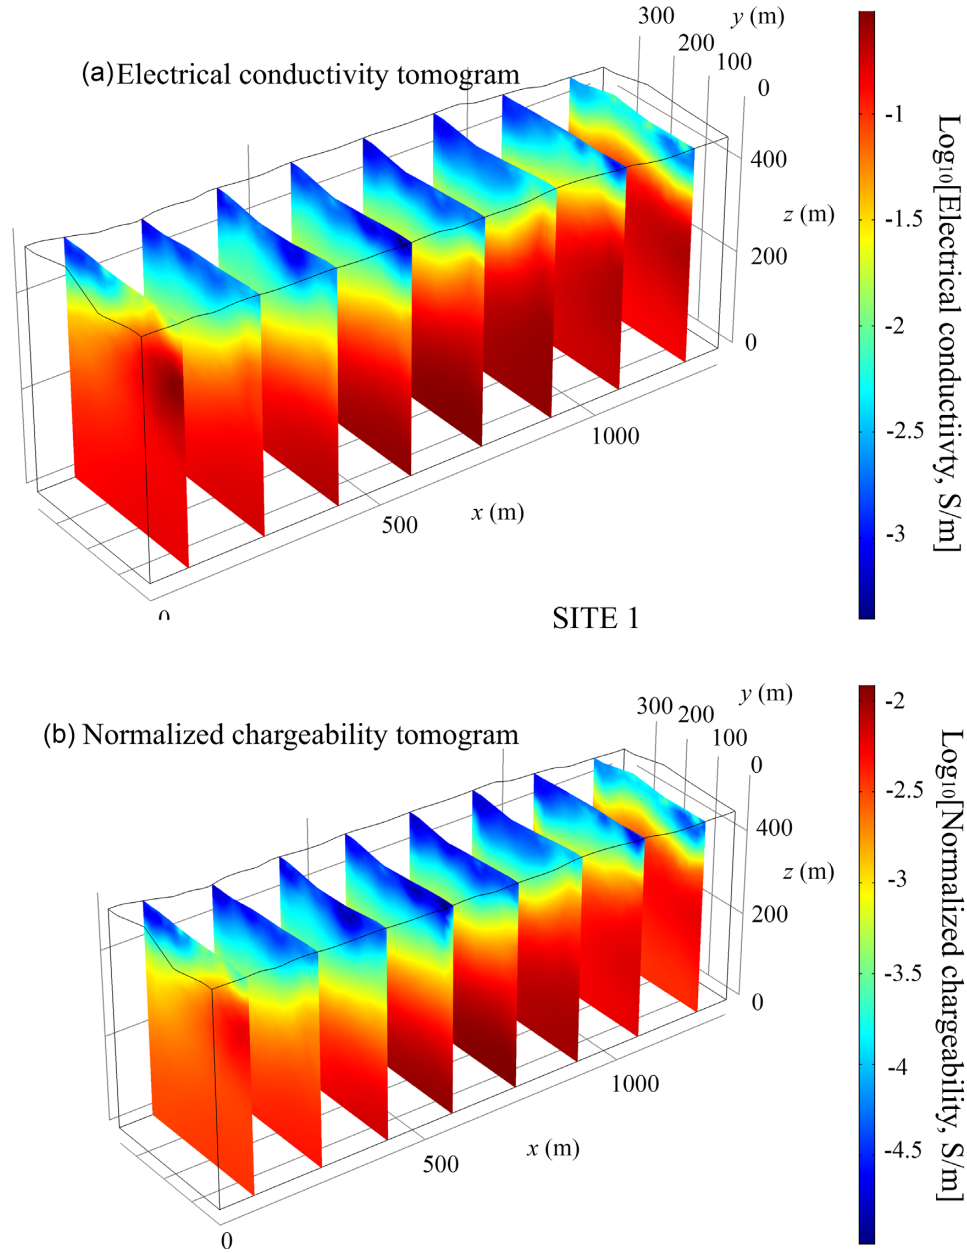 300 y (m)
200
100
0
(a) Electrical conductivity tomogram
400
z (m)
200
0
1000
x (m)
500
0
SITE 1
-1
-1.5
-2
-2.5
-3
Log10[Electrical conductiivty, S/m]
y (m)
300 200
100
0
(b) Normalized chargeability tomogram
400
z (m)
200
0
1000
x (m)
500
0
-2
-2.5
-3
-3.5
-4
-4.5
Log10[Normalized chargeability, S/m]